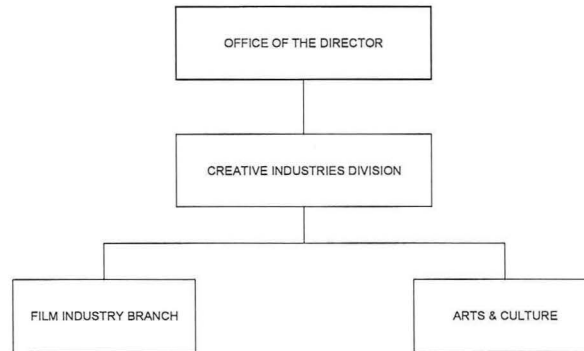 OFFICE OF THE DIRECTOR
CREATIVE INDUSTRIES DIVISION
FILM INDUSTRY BRANCH
ARTS & CULTURE